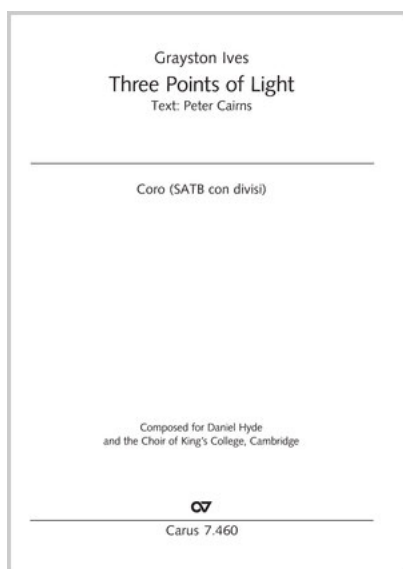 Grayston Ives
Three Points of Light
Text: Peter Cairns
Coro (SATB con divisi)
Composed for Daniel Hyde
and the Choir of King's College, Cambridge
Carus 7.460